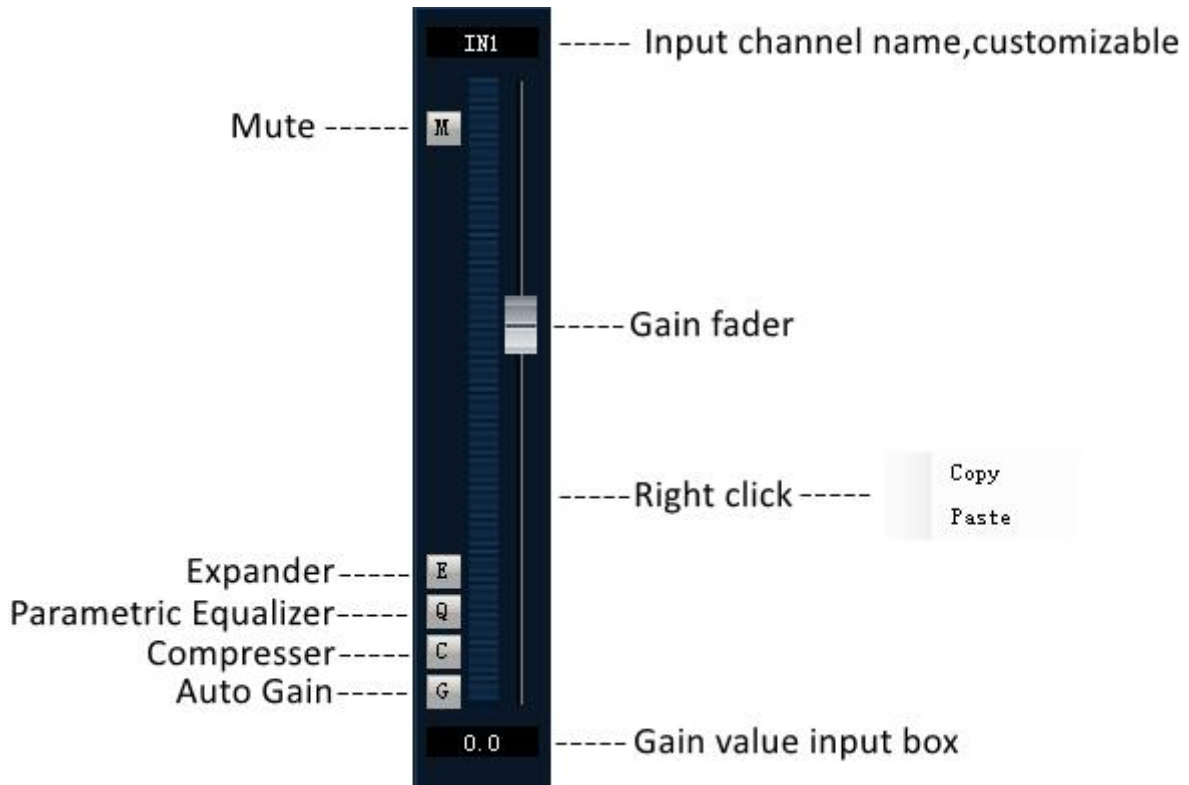 IN1
Input channel name,customizable
Mute
M
Gain fader
Right click
Copy
Paste
Expander
E
Parametric Equalizer
Q
Compresser
C
Auto Gain
G
0.0
Gain value input box